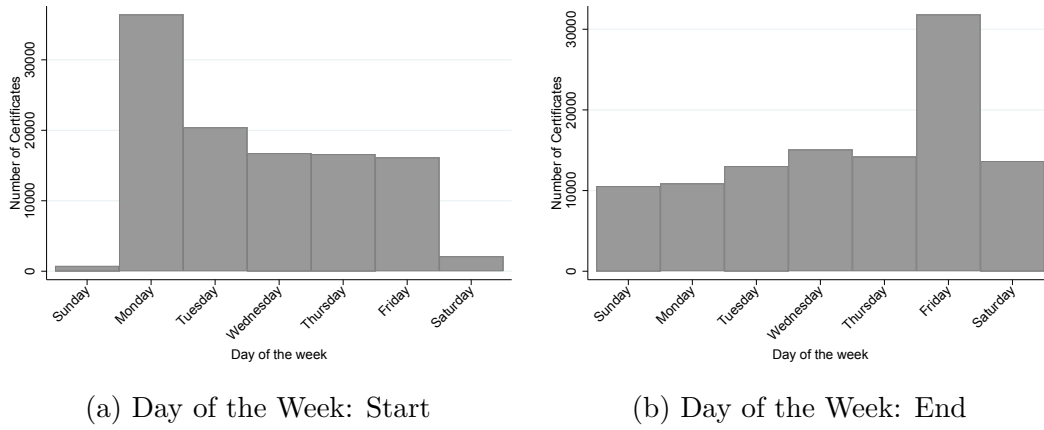 Number of Certificates
30000
20000
10000
0
Sunday
Monday
Tuesday
Wednesday
Thursday
Friday
Saturday
Day of the week
(a) Day of the Week: Start
Number of Certificates
30000
20000
10000
0
Sunday
Monday
Tuesday
Wednesday
Thursday
Friday
Saturday
Day of the week
(b) Day of the Week: End